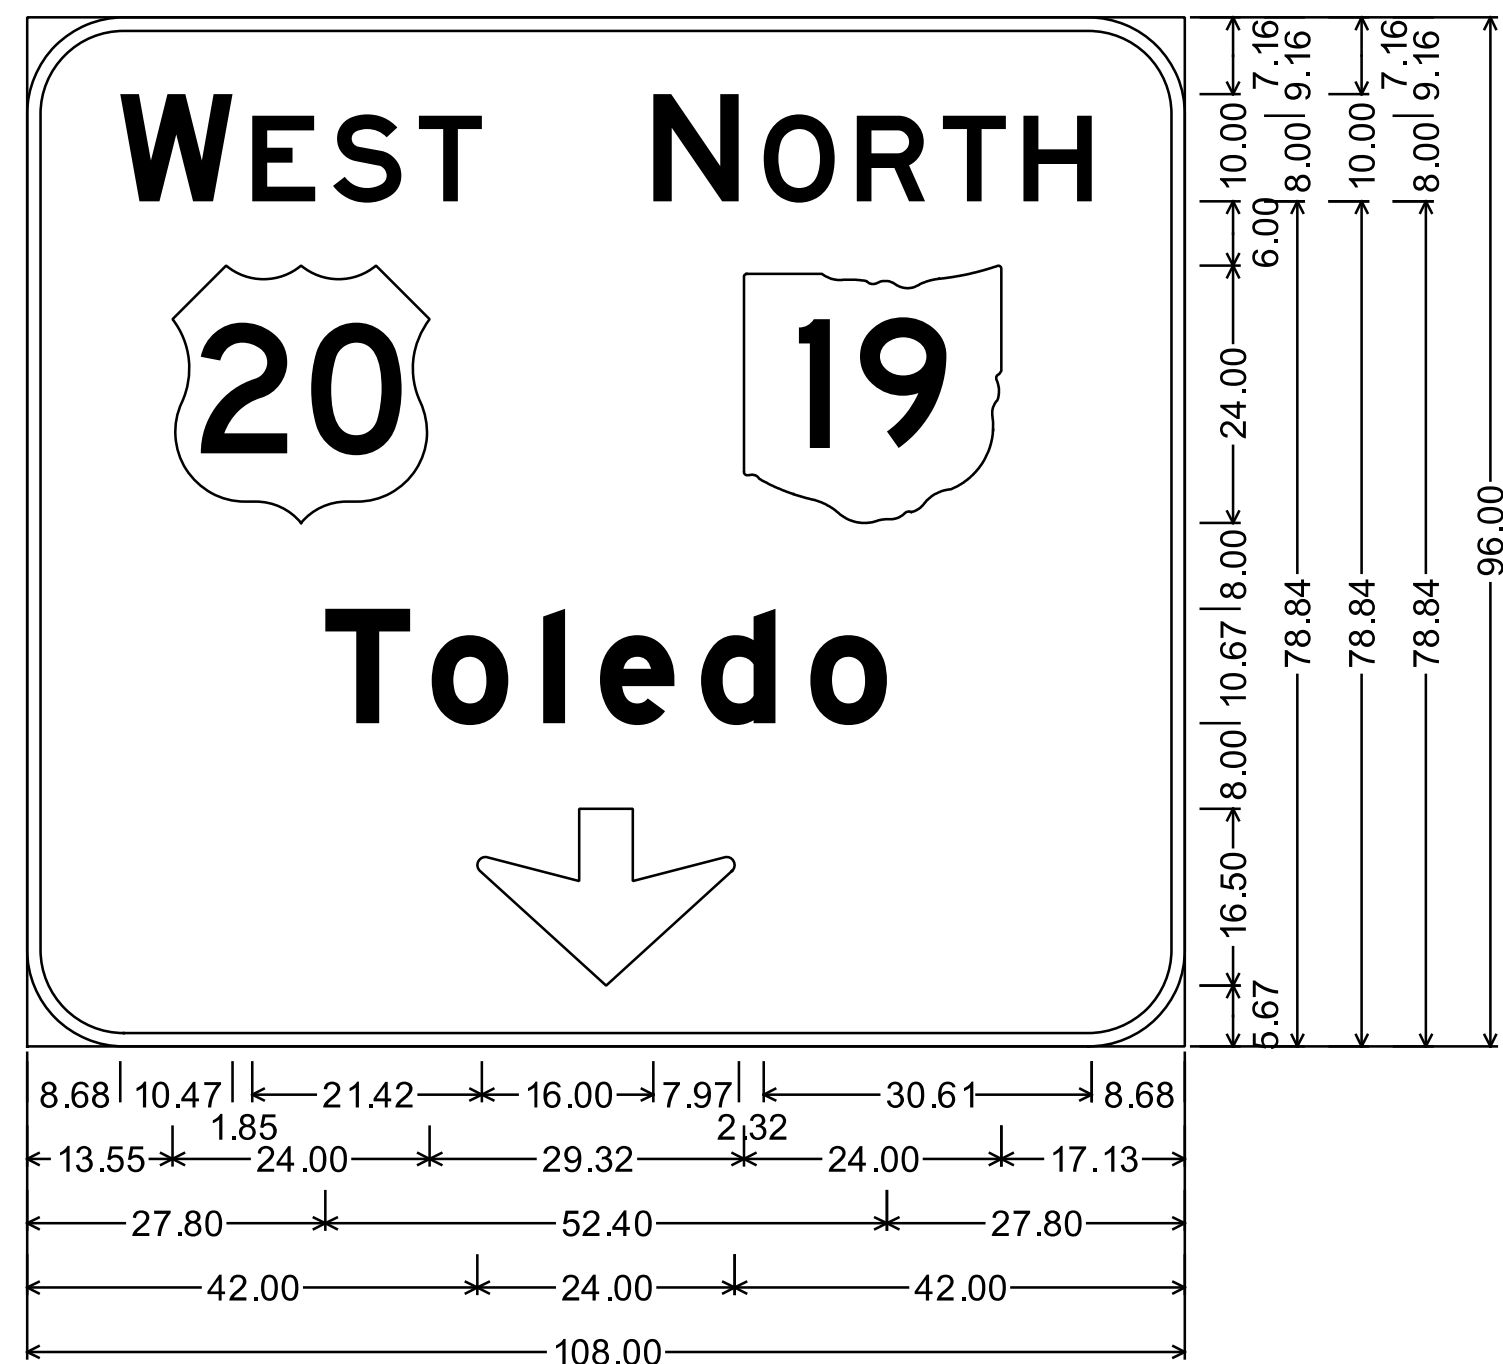 WEST NORTH
20 19
Toledo
7.16 10.00 6.00 24.00 8.00 10.67 8.00 16.50 5.67
9.16 8.00 78.84
7.16 10.00 78.84
9.16 8.00 78.84
96.00
8.68 10.47 21.42 16.00 7.97 30.61 8.68
1.85 2.32
13.55 24.00 29.32 24.00 17.13
27.80 52.40 27.80
42.00 24.00 42.00
108.00